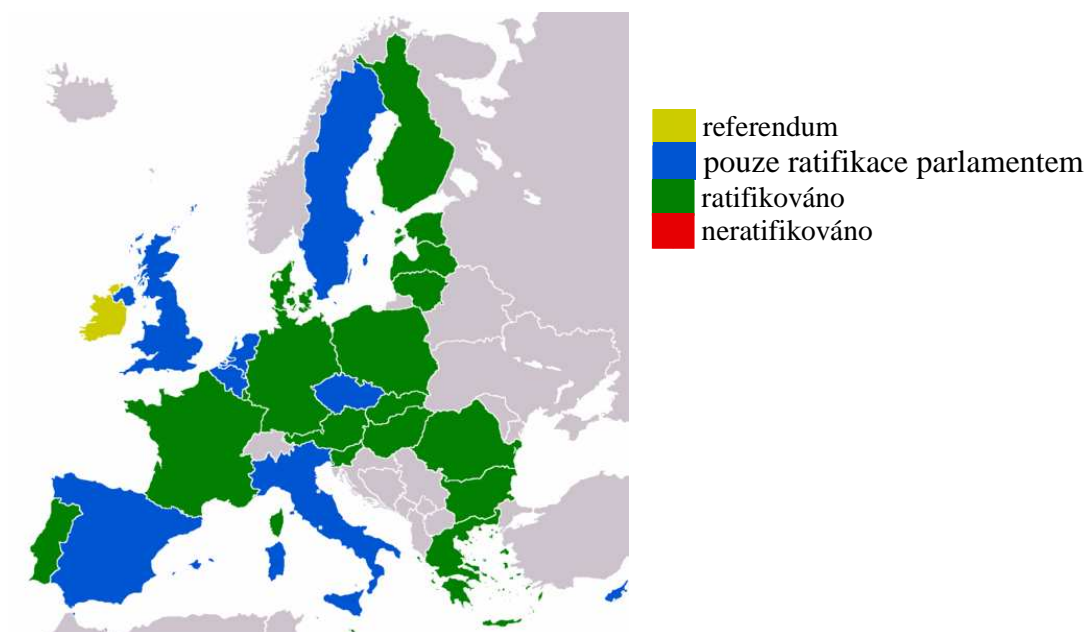 referendum
pouze ratifikace parlamentem
ratifikováno
neratifikováno